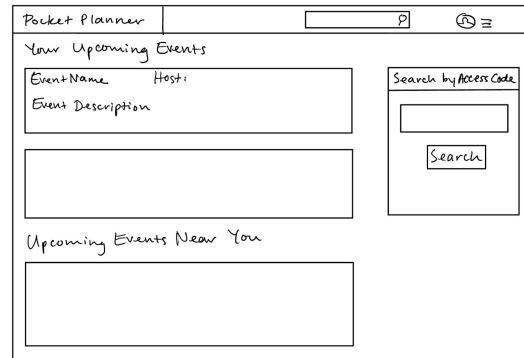 Pocket Planner
Your Upcoming Events
Event Name Host:
Event Description
Search by Access Code
Search
Upcoming Events Near You